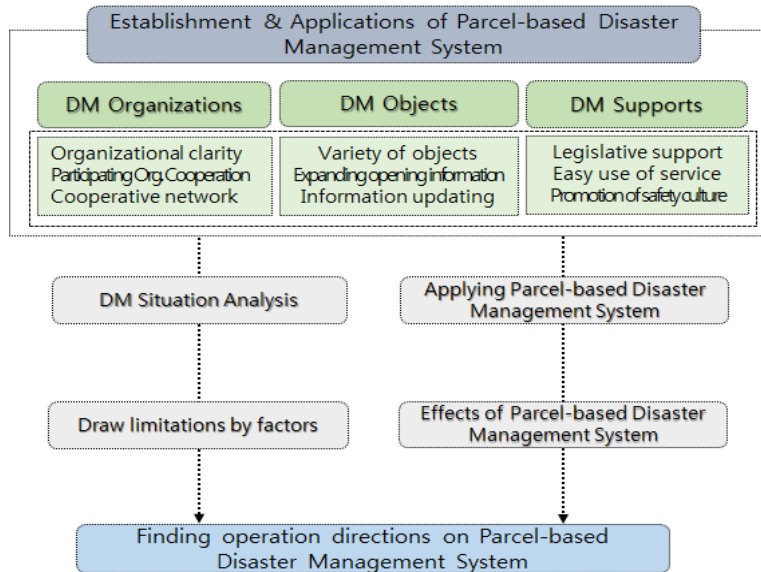 Establishment & Applications of Parcel-based Disaster
Management System
DM Organizations
DM Objects
DM Supports
Organizational clarity
Participating Org. Cooperation
Cooperative network
Variety of objects
Expanding opening information
Information updating
Legislative support
Easy use of service
Promotion of safety culture
DM Situation Analysis
Applying Parcel-based Disaster
Management System
Draw limitations by factors
Effects of Parcel-based Disaster
Management System
Finding operation directions on Parcel-based
Disaster Management System